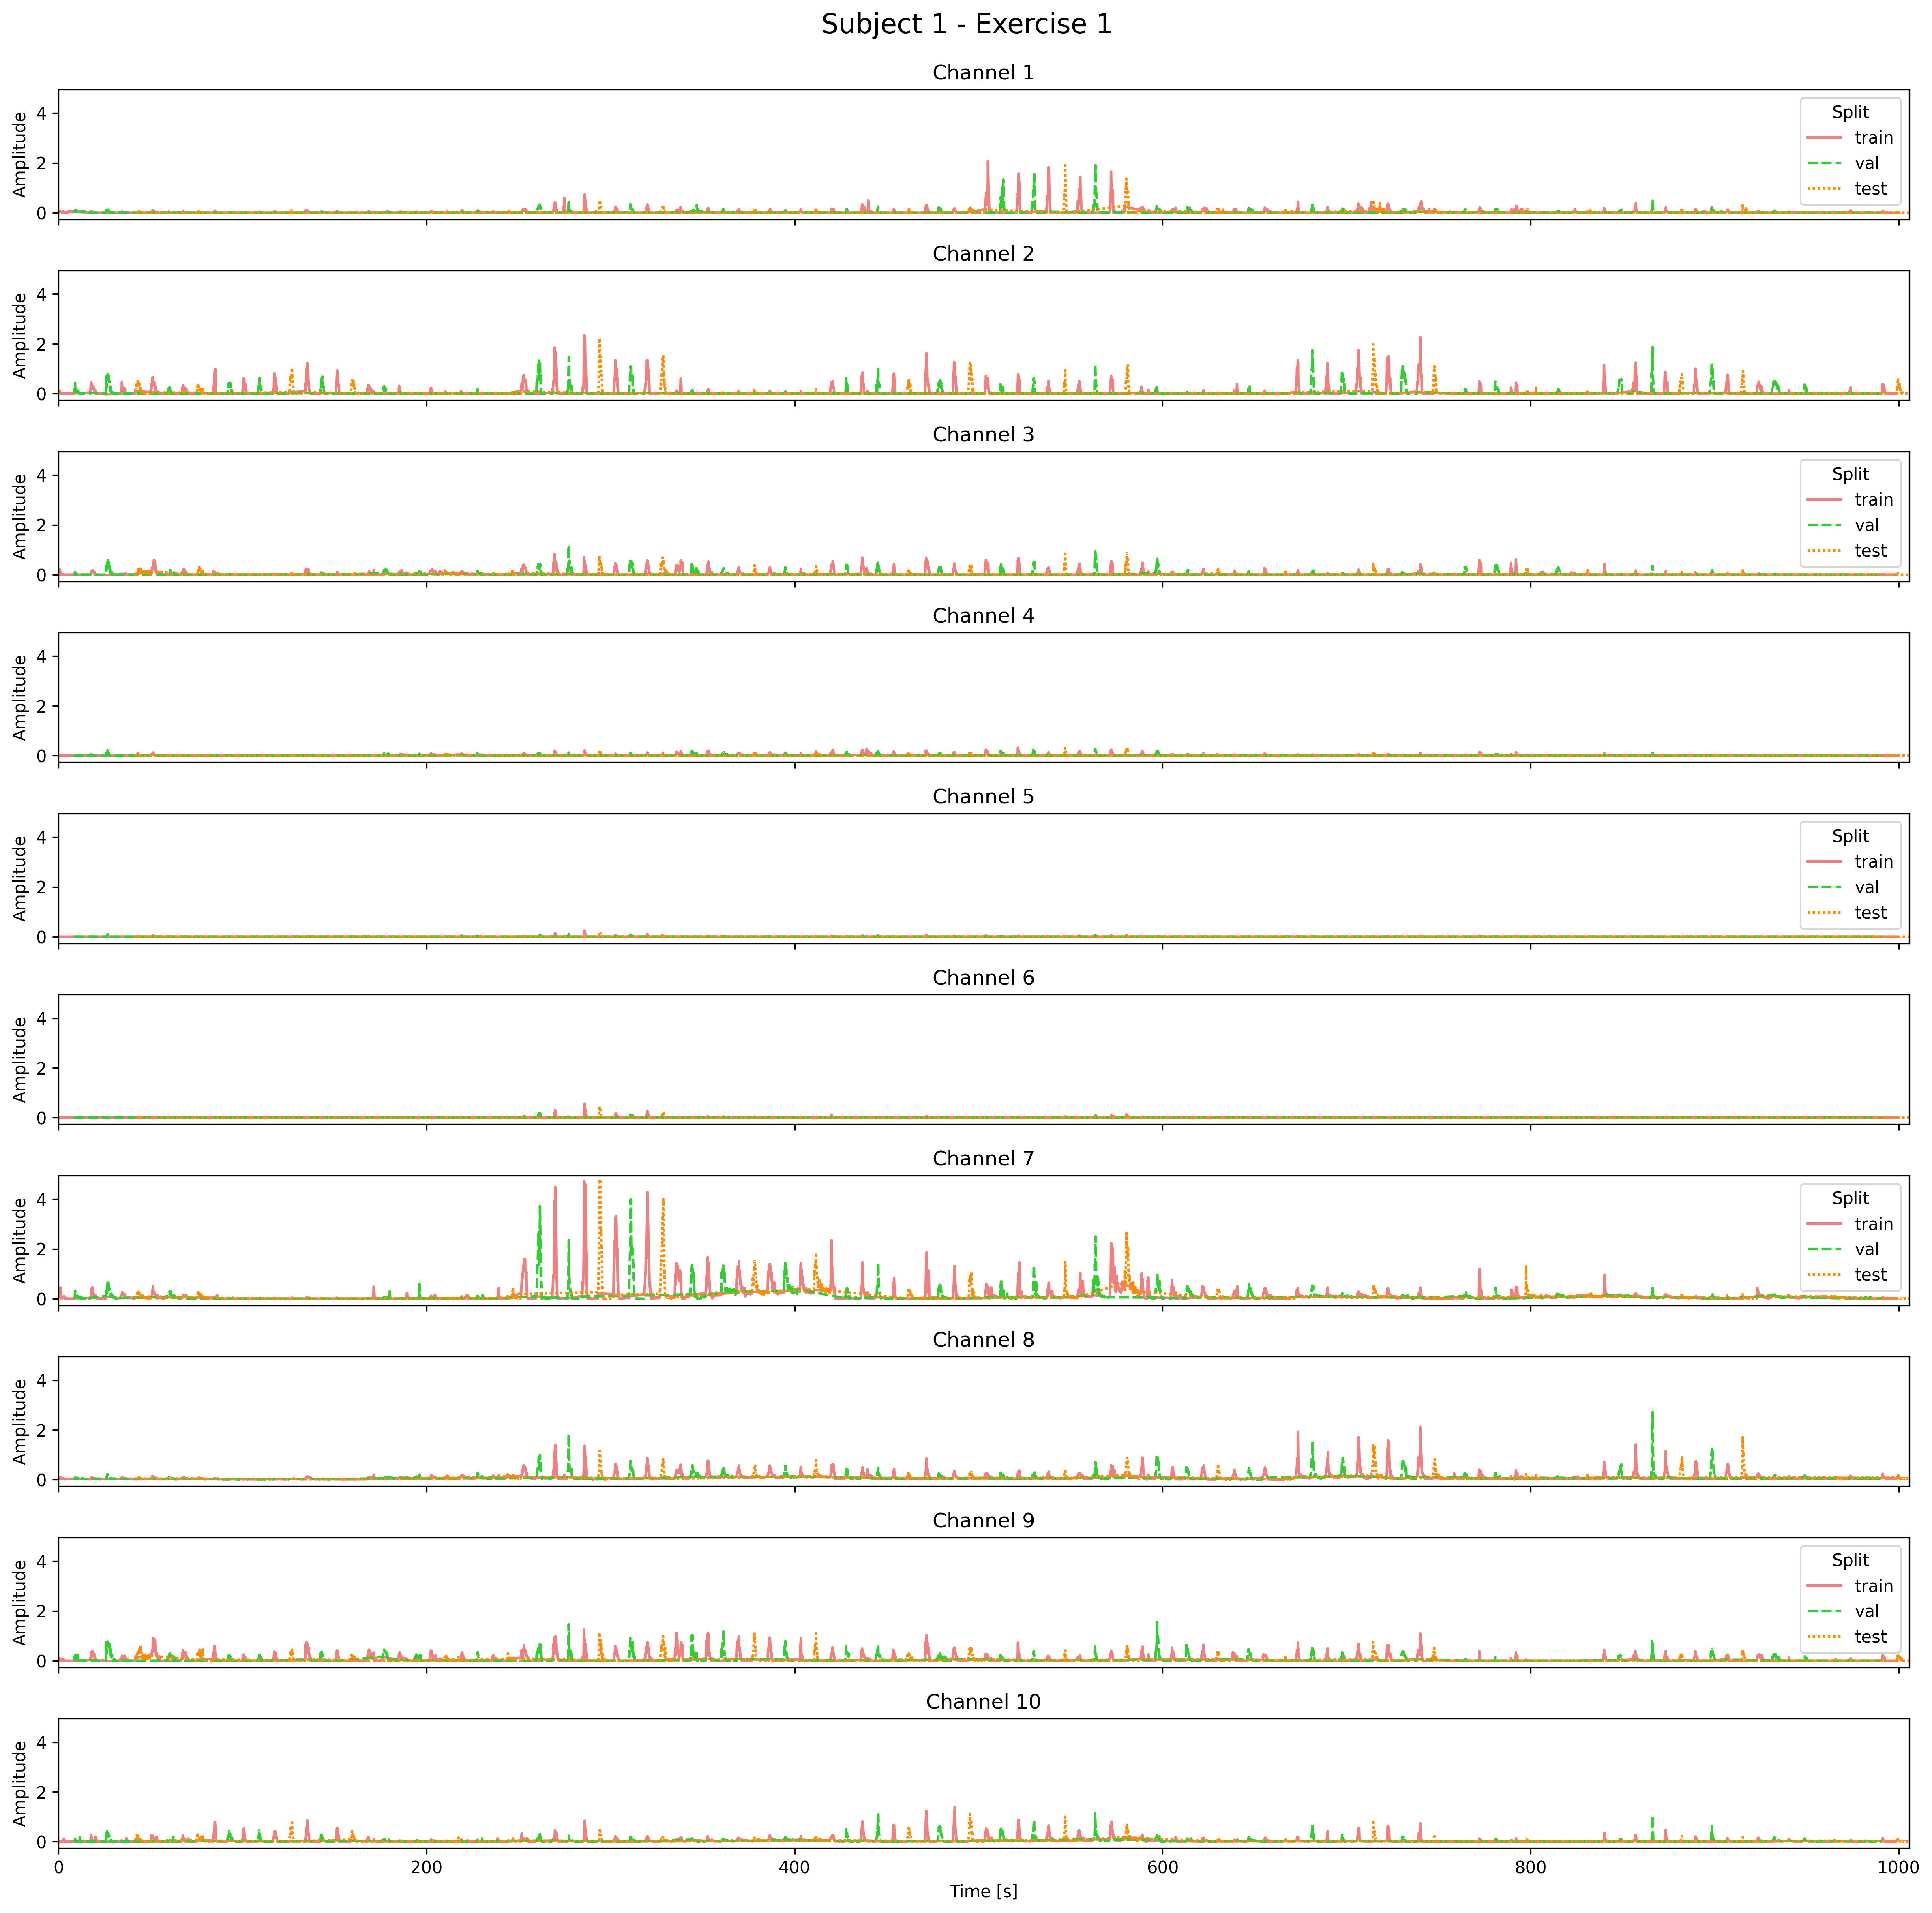 Subject 1 - Exercise 1
Channel 1
Amplitude
4
2
0
Split
train
val
test
Channel 2
Amplitude
4
2
0
Channel 3
Amplitude
4
2
0
Split
train
val
test
Channel 4
Amplitude
4
2
0
Channel 5
Amplitude
4
2
0
Split
train
val
test
Channel 6
Amplitude
4
2
0
Channel 7
Amplitude
4
2
0
Split
train
val
test
Channel 8
Amplitude
4
2
0
Channel 9
Amplitude
4
2
0
Split
train
val
test
Channel 10
Amplitude
4
2
0
0 200 400 600 800 1000
Time [s]